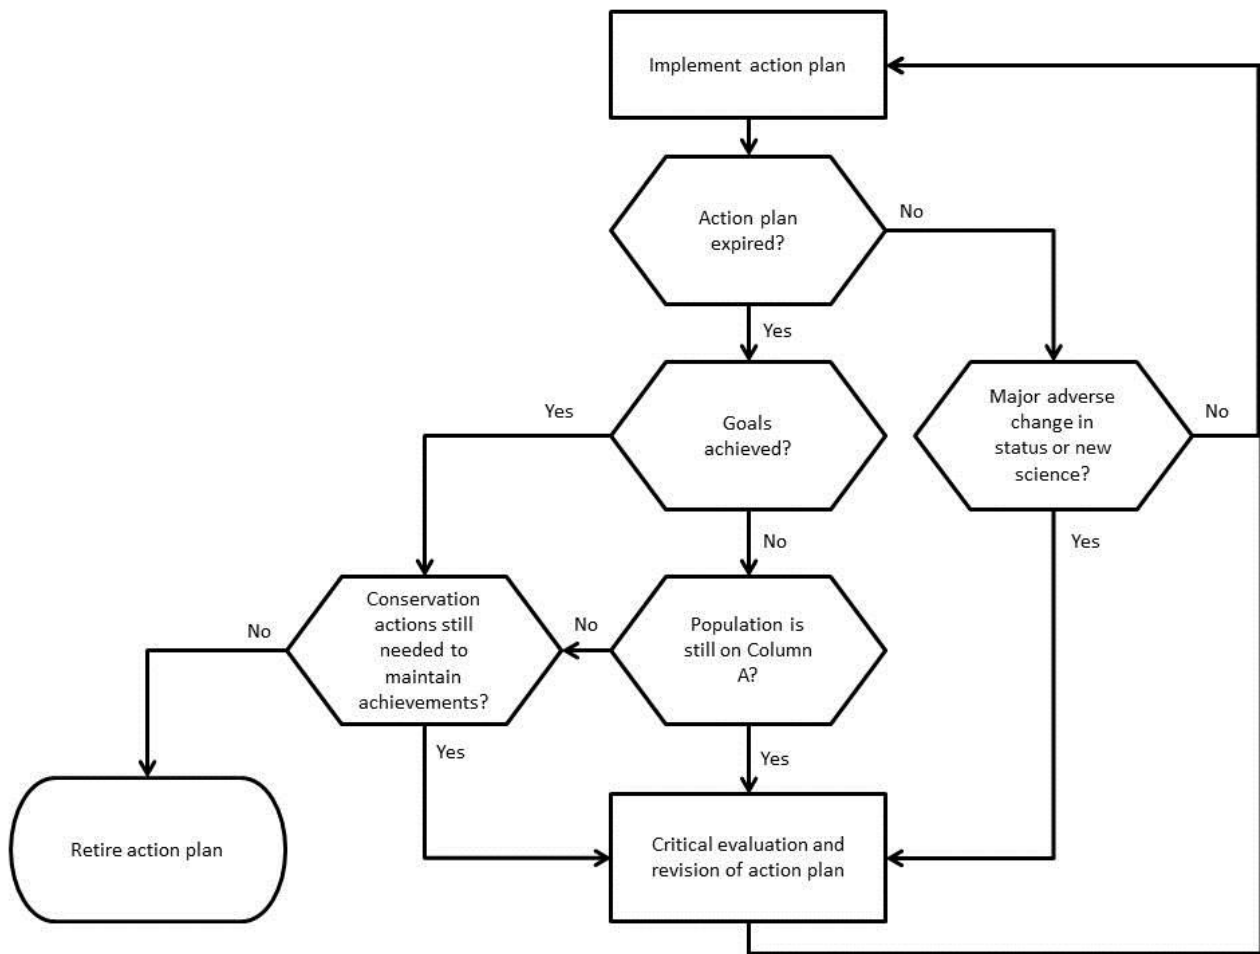 Implement action plan
Action plan
expired?
No
Yes
Goals
achieved?
Yes
Major adverse
change in
status or new
science?
No
No
Yes
Conservation
actions still
needed to
maintain
achievements?
No
No
Population is
still on Column
A?
Yes
Yes
Retire action plan
Critical evaluation and
revision of action plan